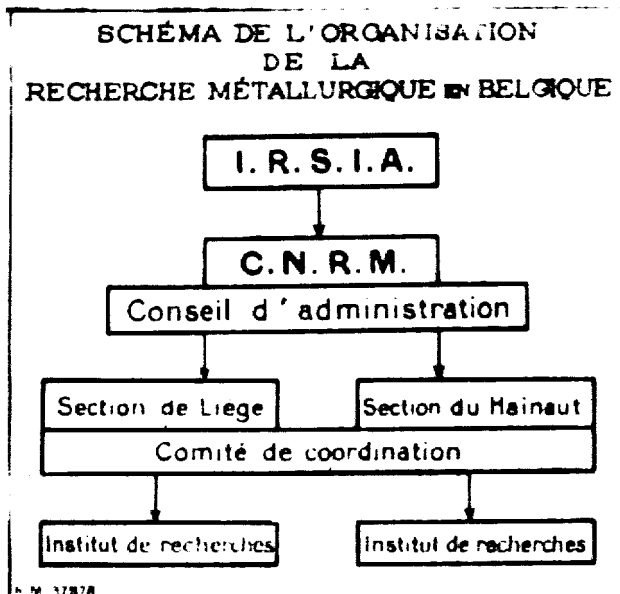 SCHÉMA DE L'ORGANISATION
DE LA
RECHERCHE MÉTALLURGIQUE EN BELGIQUE
I. R. S. I. A.
C. N. R. M.
Conseil d'administration
Section de Liége
Section du Hainaut
Comité de coordination
Institut de recherches
Institut de recherches